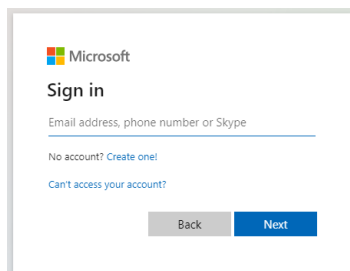 Microsoft
Sign in
Email address, phone number or Skype
No account? Create one!
Can't access your account?
Back Next